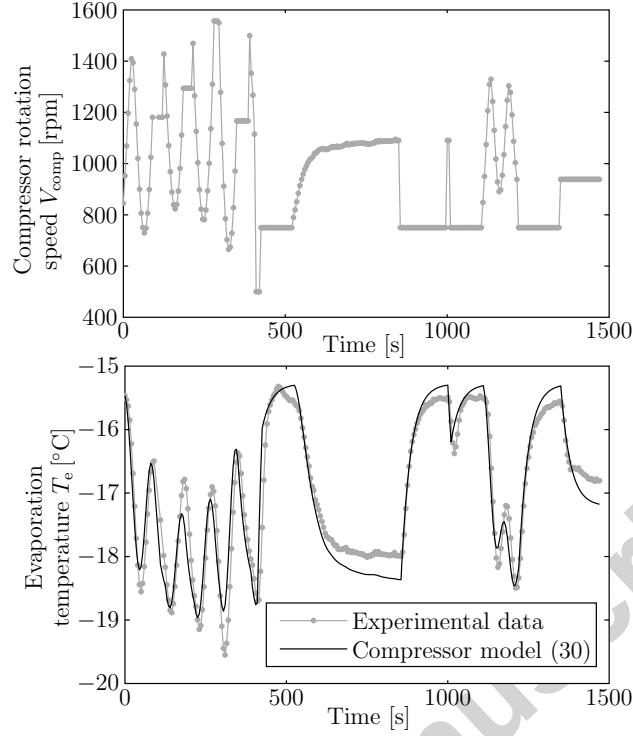 1600
1400
1200
1000
800
600
400
Compressor rotation
speed V_comp [rpm]
0
500
1000
1500
Time [s]
−15
−16
−17
−18
−19
−20
Evaporation
temperature T_e [°C]
Experimental data
Compressor model (30)
0
500
1000
1500
Time [s]